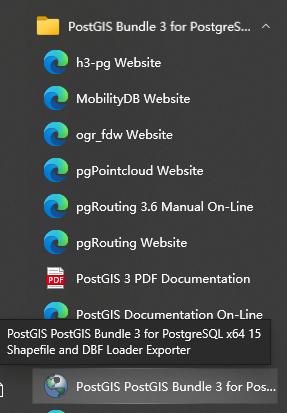 PostGIS Bundle 3 for PostgreS...
h3-pg Website
MobilityDB Website
ogr_fdw Website
pgPointcloud Website
pgRouting 3.6 Manual On-Line
pgRouting Website
PDF
PostGIS 3 PDF Documentation
PostGIS Documentation On-Line
PostGIS PostGIS Bundle 3 for PostgreSQL x64 15
Shapefile and DBF Loader Exporter
PostGIS PostGIS Bundle 3 for Pos...